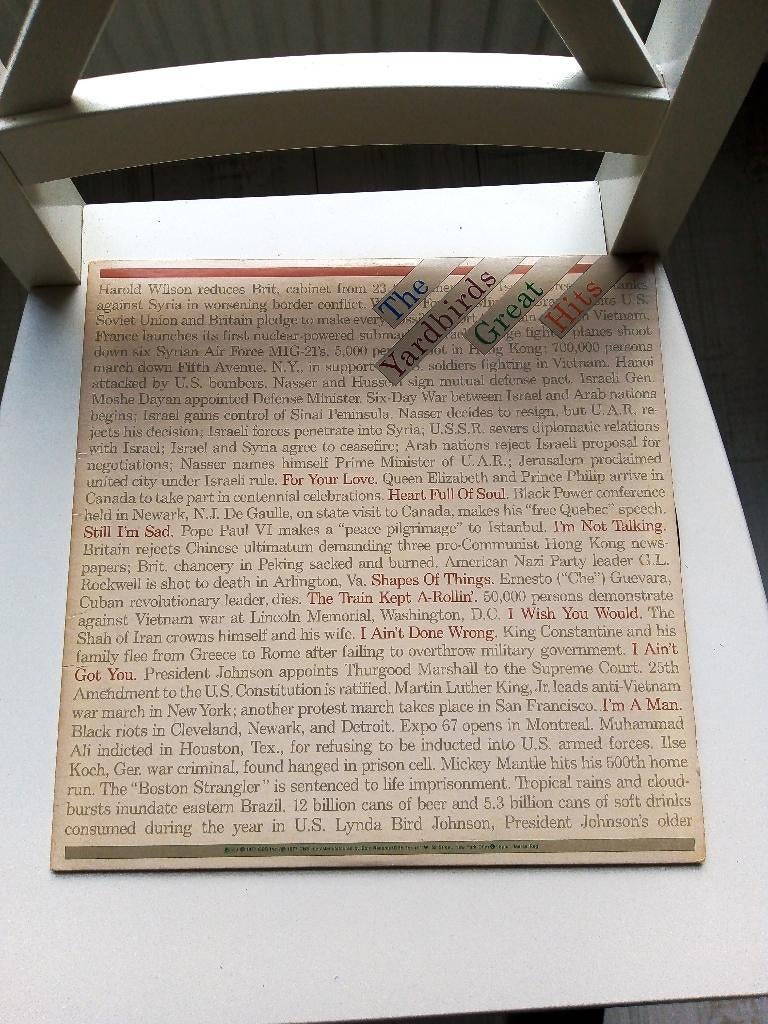 The
Yardbirds
Great
Hits
Harold Wilson reduces Brit. cabinet from 23
against Syria in worsening border conflict. U.S.
Soviet Union and Britain pledge to make every Vietnam.
France launches its first nuclear-powered planes shoot
down six Syrian Air Force MIG-21's. 5,000 Kong; 700,000 persons
march down Fifth Avenue, N.Y., in support soldiers fighting in Vietnam. Hanoi
attacked by U.S. bombers. Nasser and sign mutual defense pact. Israeli Gen.
Moshe Dayan appointed Defense Minister. Six-Day War between Israel and Arab nations
begins; Israel gains control of Sinai Peninsula. Nasser decides to resign, but U.A.R. re-
jects his decision; Israeli forces penetrate into Syria; U.S.S.R. severs diplomatic relations
with Israel; Israel and Syria agree to ceasefire; Arab nations reject Israeli proposal for
negotiations; Nasser names himself Prime Minister of U.A.R.; Jerusalem proclaimed
united city under Israeli rule. For Your Love. Queen Elizabeth and Prince Philip arrive in
Canada to take part in centennial celebrations. Heart Full Of Soul. Black Power conference
held in Newark, N.J. De Gaulle, on state visit to Canada, makes his "free Quebec" speech.
Still I'm Sad. Pope Paul VI makes a "peace pilgrimage" to Istanbul. I'm Not Talking.
Britain rejects Chinese ultimatum demanding three pro-Communist Hong Kong news-
papers; Brit. chancery in Peking sacked and burned. American Nazi Party leader G.L.
Rockwell is shot to death in Arlington, Va. Shapes Of Things. Ernesto ("Che") Guevara,
Cuban revolutionary leader, dies. The Train Kept A-Rollin'. 50,000 persons demonstrate
against Vietnam war at Lincoln Memorial, Washington, D.C. I Wish You Would. The
Shah of Iran crowns himself and his wife. I Ain't Done Wrong. King Constantine and his
family flee from Greece to Rome after failing to overthrow military government. I Ain't
Got You. President Johnson appoints Thurgood Marshall to the Supreme Court. 25th
Amendment to the U.S. Constitution is ratified. Martin Luther King, Jr. leads anti-Vietnam
war march in New York; another protest march takes place in San Francisco. I'm A Man.
Black riots in Cleveland, Newark, and Detroit. Expo 67 opens in Montreal. Muhammad
Ali indicted in Houston, Tex., for refusing to be inducted into U.S. armed forces. Ilse
Koch, Ger. war criminal, found hanged in prison cell. Mickey Mantle hits his 500th home
run. The "Boston Strangler" is sentenced to life imprisonment. Tropical rains and cloud-
bursts inundate eastern Brazil. 12 billion cans of beer and 5.3 billion cans of soft drinks
consumed during the year in U.S. Lynda Bird Johnson, President Johnson's older